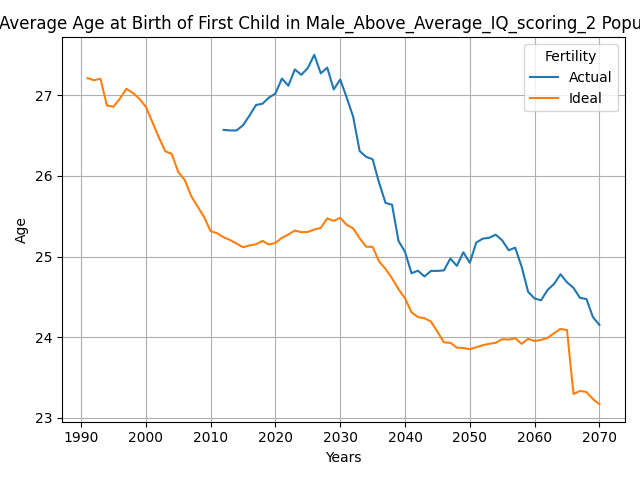 Average Age at Birth of First Child in Male_Above_Average_IQ_scoring_2 Popu
Fertility
Actual
Ideal
Age
27
26
25
24
23
1990 2000 2010 2020 2030 2040 2050 2060 2070
Years